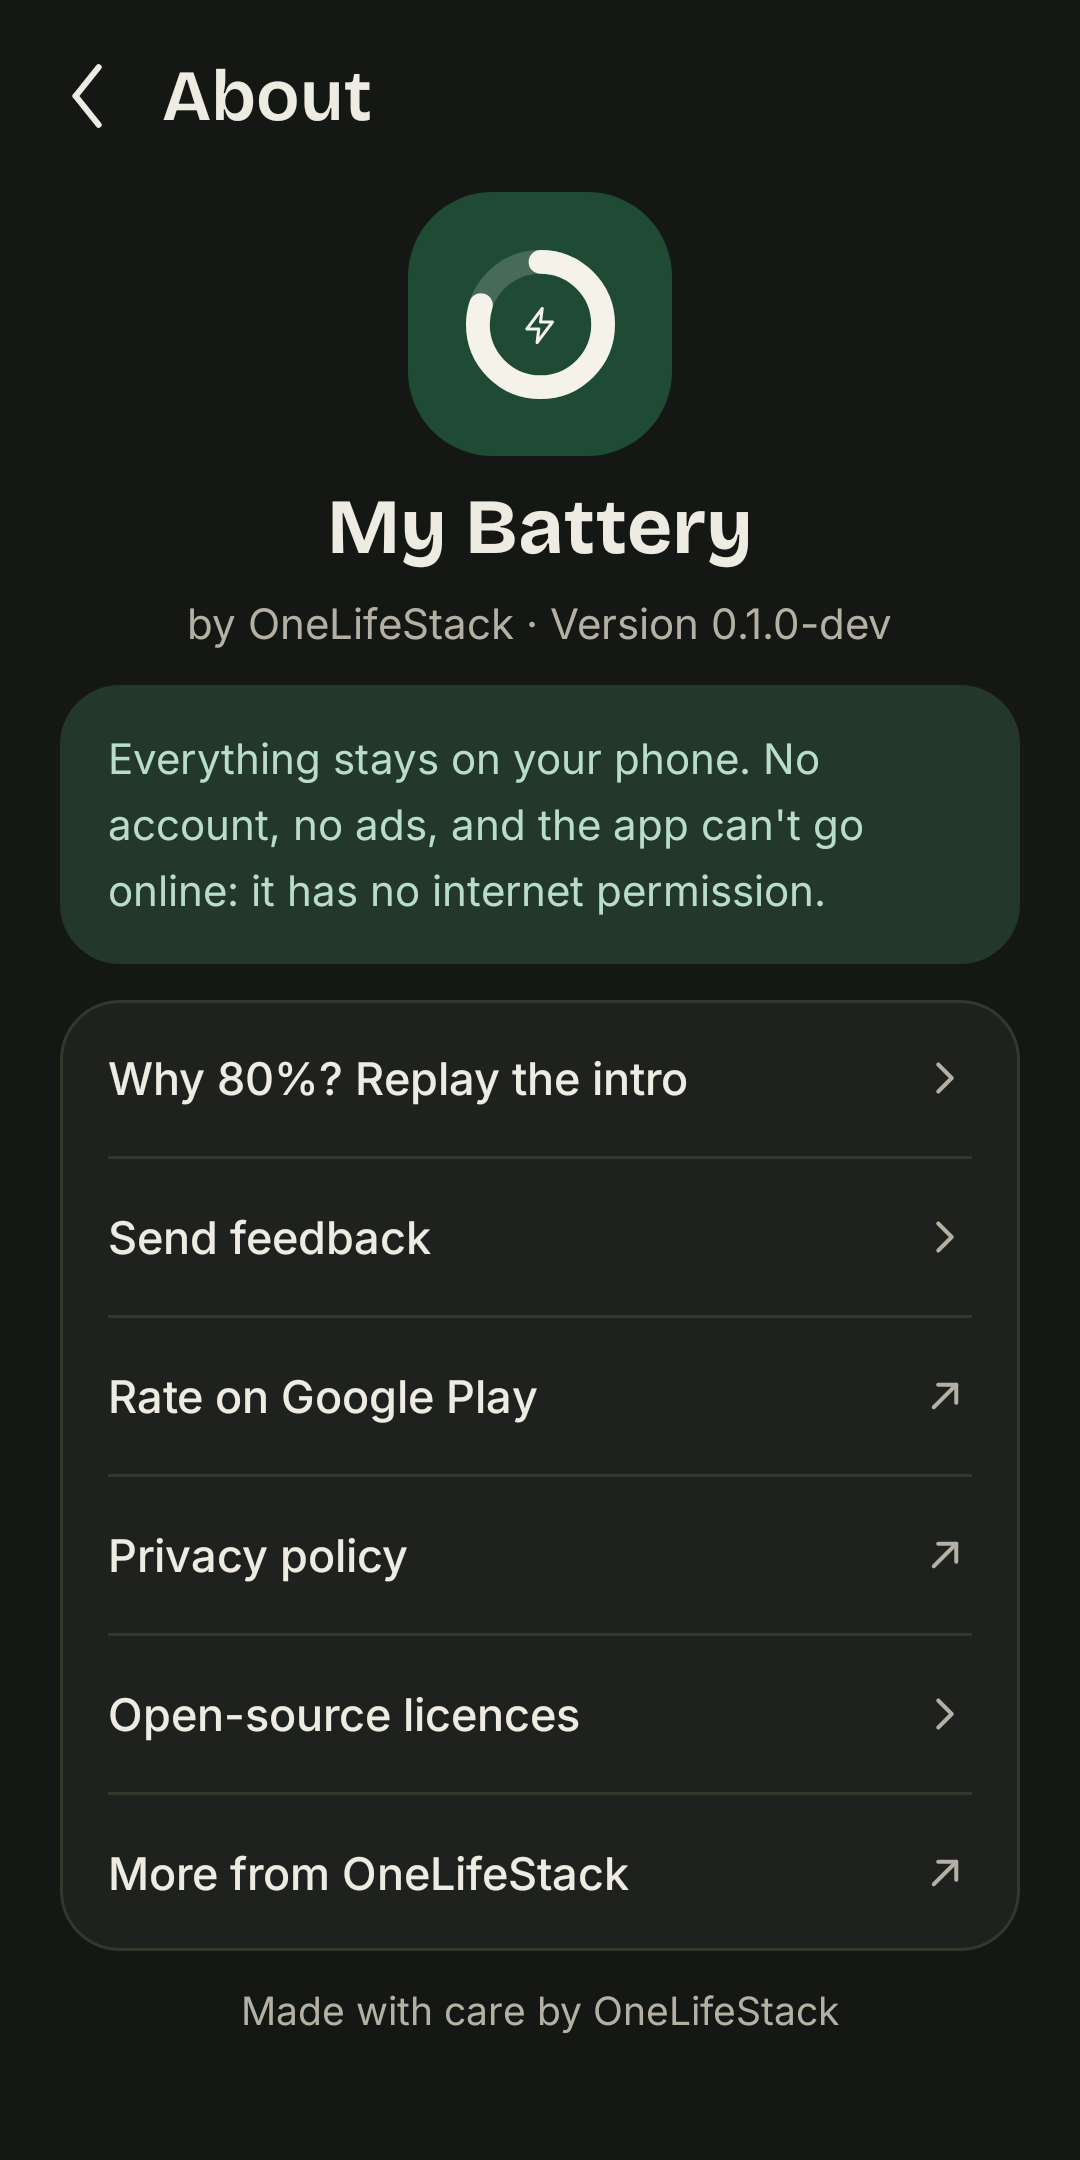 About
My Battery
by OneLifeStack · Version 0.1.0-dev
Everything stays on your phone. No
account, no ads, and the app can't go
online: it has no internet permission.
Why 80%? Replay the intro
Send feedback
Rate on Google Play
Privacy policy
Open-source licences
More from OneLifeStack
Made with care by OneLifeStack